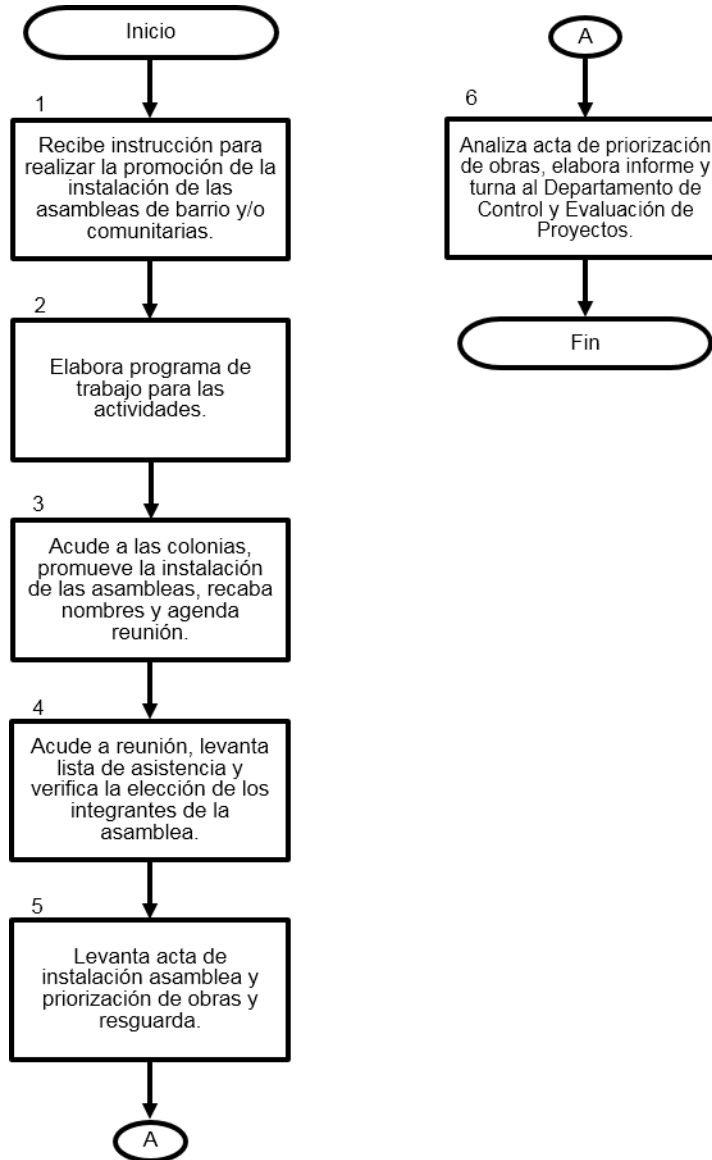 Inicio
1
Recibe instrucción para
realizar la promoción de la
instalación de las
asambleas de barrio y/o
comunitarias.
2
Elabora programa de
trabajo para las
actividades.
3
Acude a las colonias,
promueve la instalación
de las asambleas, recaba
nombres y agenda
reunión.
4
Acude a reunión, levanta
lista de asistencia y
verifica la elección de los
integrantes de la
asamblea.
5
Levanta acta de
instalación asamblea y
priorización de obras y
resguarda.
A
A
6
Analiza acta de priorización
de obras, elabora informe y
turna al Departamento de
Control y Evaluación de
Proyectos.
Fin